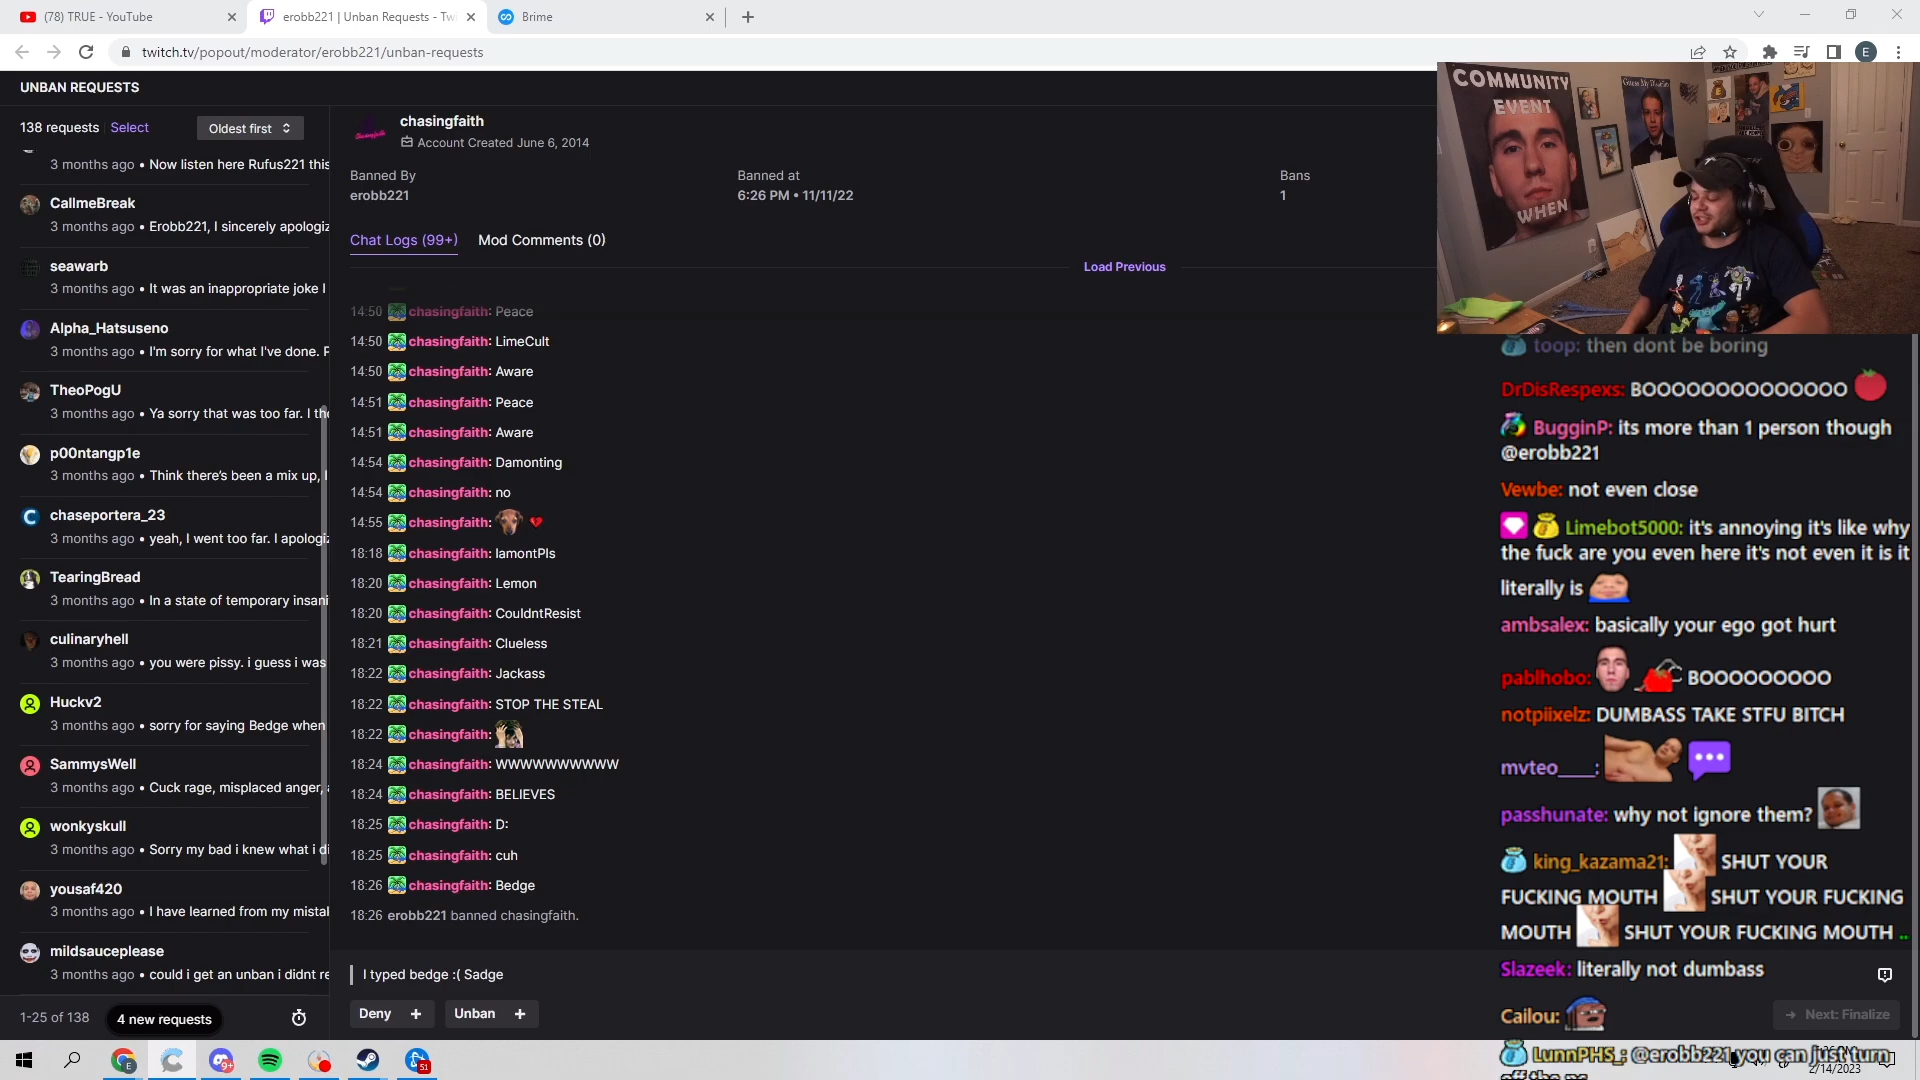 (78) TRUE - YouTube
erobb221 | Unban Requests - Twi
Brime
twitch.tv/popout/moderator/erobb221/unban-requests
E
UNBAN REQUESTS
138 requests Select
Oldest first
3 months ago • Now listen here Rufus221 this
CallmeBreak
3 months ago • Erobb221, I sincerely apologiz
seawarb
3 months ago • It was an inappropriate joke I
Alpha_Hatsuseno
3 months ago • I'm sorry for what I've done. P
TheoPogU
3 months ago • Ya sorry that was too far. I tho
p00ntangp1e
3 months ago • Think there's been a mix up, I
chaseportera_23
3 months ago • yeah, I went too far. I apologiz
TearingBread
3 months ago • In a state of temporary insani
culinaryhell
3 months ago • you were pissy. i guess i was
Huckv2
3 months ago • sorry for saying Bedge when
SammysWell
3 months ago • Cuck rage, misplaced anger,
wonkyskull
3 months ago • Sorry my bad i knew what i di
yousaf420
3 months ago • I have learned from my mistal
mildsauceplease
3 months ago • could i get an unban i didnt re
1-25 of 138
4 new requests
chasingfaith
Account Created June 6, 2014
Banned By
erobb221
Banned at
6:26 PM • 11/11/22
Bans
1
Chat Logs (99+) Mod Comments (0)
Load Previous
14:50 chasingfaith: Peace
14:50 chasingfaith: LimeCult
14:50 chasingfaith: Aware
14:51 chasingfaith: Peace
14:51 chasingfaith: Aware
14:54 chasingfaith: Damonting
14:54 chasingfaith: no
14:55 chasingfaith:
18:18 chasingfaith: lamontPls
18:20 chasingfaith: Lemon
18:20 chasingfaith: CouldntResist
18:21 chasingfaith: Clueless
18:22 chasingfaith: Jackass
18:22 chasingfaith: STOP THE STEAL
18:22 chasingfaith:
18:24 chasingfaith: WWWWWWWWWW
18:24 chasingfaith: BELIEVES
18:25 chasingfaith: D:
18:25 chasingfaith: cuh
18:26 chasingfaith: Bedge
18:26 erobb221 banned chasingfaith.
I typed bedge :( Sadge
Deny +
Unban +
COMMUNITY
EVENT
WHEN
toop: then dont be boring
DrDisRespexs: BOOOOOOOOOOOOOO
BugginP: its more than 1 person though
@erobb221
Vewbe: not even close
Limebot5000: it's annoying it's like why
the fuck are you even here it's not even it is it
literally is
ambsalex: basically your ego got hurt
pablhobo: BOOOOOOOOO
notpiixelz: DUMBASS TAKE STFU BITCH
mvteo____:
passhunate: why not ignore them?
king_kazama21: SHUT YOUR
FUCKING MOUTH SHUT YOUR FUCKING
MOUTH SHUT YOUR FUCKING MOUTH ..
Slazeek: literally not dumbass
Cailou:
Next: Finalize
LunnPHS_: @erobb221 you can just turn
9+
51
2/14/2023